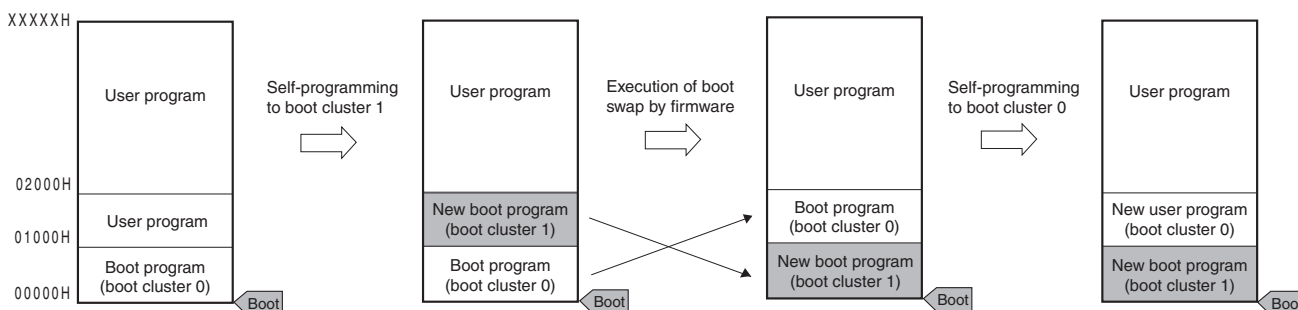 XXXXXH
02000H
01000H
00000H
User program
User program
Boot program
(boot cluster 0)
Boot
Self-programming
to boot cluster 1
User program
New boot program
(boot cluster 1)
Boot program
(boot cluster 0)
Boot
Execution of boot
swap by firmware
User program
Boot program
(boot cluster 0)
New boot program
(boot cluster 1)
Boot
Self-programming
to boot cluster 0
User program
New user program
(boot cluster 0)
New boot program
(boot cluster 1)
Boot